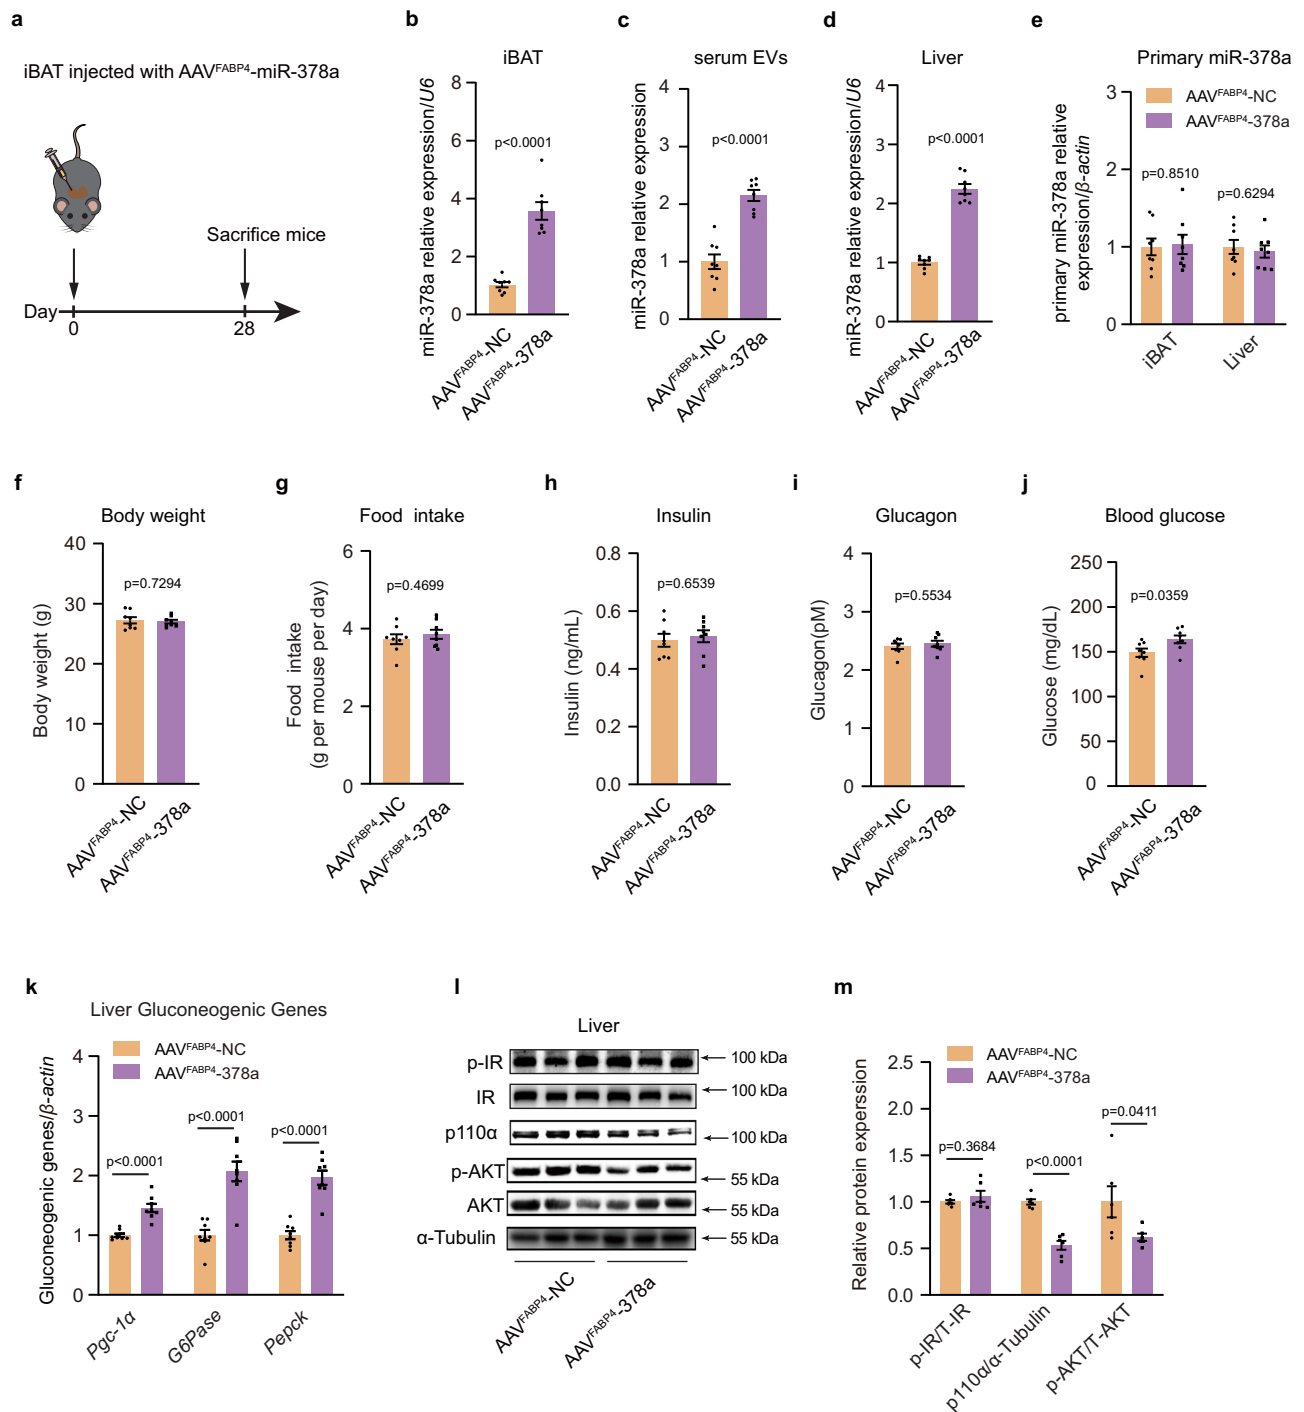 a
iBAT injected with AAVFABP4-miR-378a
Sacrifice mice
Day
0
28
b
iBAT
miR-378a relative expression/U6
8
6
4
2
0
p<0.0001
AAVFABP4-NC
AAVFABP4-378a
c
serum EVs
miR-378a relative expression
4
3
2
1
0
p<0.0001
AAVFABP4-NC
AAVFABP4-378a
d
Liver
miR-378a relative expression/U6
4
3
2
1
0
p<0.0001
AAVFABP4-NC
AAVFABP4-378a
e
Primary miR-378a
AAVFABP4-NC
AAVFABP4-378a
primary miR-378a relative
expression/β-actin
3
2
1
0
p=0.8510
p=0.6294
iBAT
Liver
f
Body weight
Body weight (g)
40
30
20
10
0
p=0.7294
AAVFABP4-NC
AAVFABP4-378a
g
Food intake
Food intake
(g per mouse per day)
6
4
2
0
p=0.4699
AAVFABP4-NC
AAVFABP4-378a
h
Insulin
Insulin (ng/mL)
0.8
0.6
0.4
0.2
0.0
p=0.6539
AAVFABP4-NC
AAVFABP4-378a
i
Glucagon
Glucagon(pM)
4
3
2
1
0
p=0.5534
AAVFABP4-NC
AAVFABP4-378a
j
Blood glucose
Glucose (mg/dL)
250
200
150
100
50
0
p=0.0359
AAVFABP4-NC
AAVFABP4-378a
k
Liver Gluconeogenic Genes
AAVFABP4-NC
AAVFABP4-378a
Gluconeogenic genes/β-actin
4
3
2
1
0
p<0.0001
p<0.0001
p<0.0001
Pgc-1α
G6Pase
Pepck
l
Liver
p-IR
100 kDa
IR
100 kDa
p110α
100 kDa
p-AKT
55 kDa
AKT
55 kDa
α-Tubulin
55 kDa
AAVFABP4-NC
AAVFABP4-378a
m
AAVFABP4-NC
AAVFABP4-378a
Relative protein experssion
2.5
2.0
1.5
1.0
0.5
0.0
p=0.3684
p<0.0001
p=0.0411
p-IR/T-IR
p110α/α-Tubulin
p-AKT/T-AKT